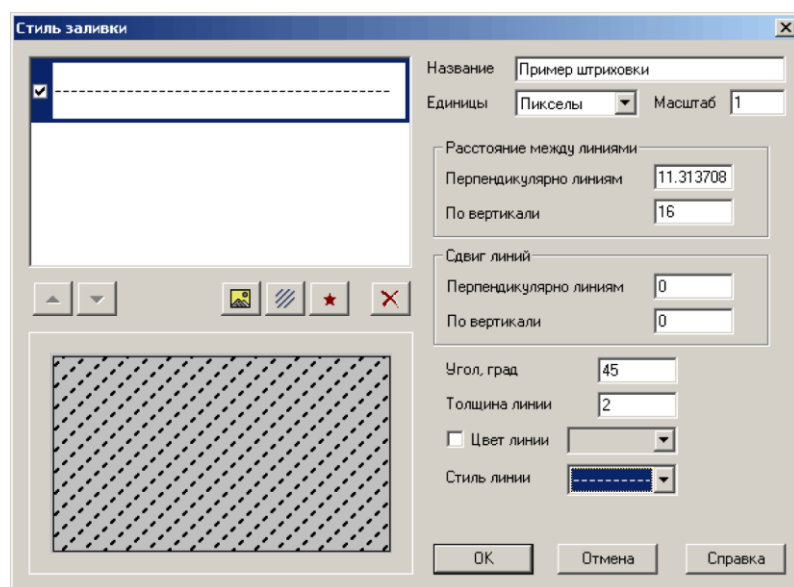 Стиль заливки
Название Пример штриховки
Единицы Пикселы Масштаб 1
Расстояние между линиями
Перпендикулярно линиям 11.313708
По вертикали 16
Сдвиг линий
Перпендикулярно линиям 0
По вертикали 0
Угол, град 45
Толщина линии 2
Цвет линии
Стиль линии
OK Отмена Справка